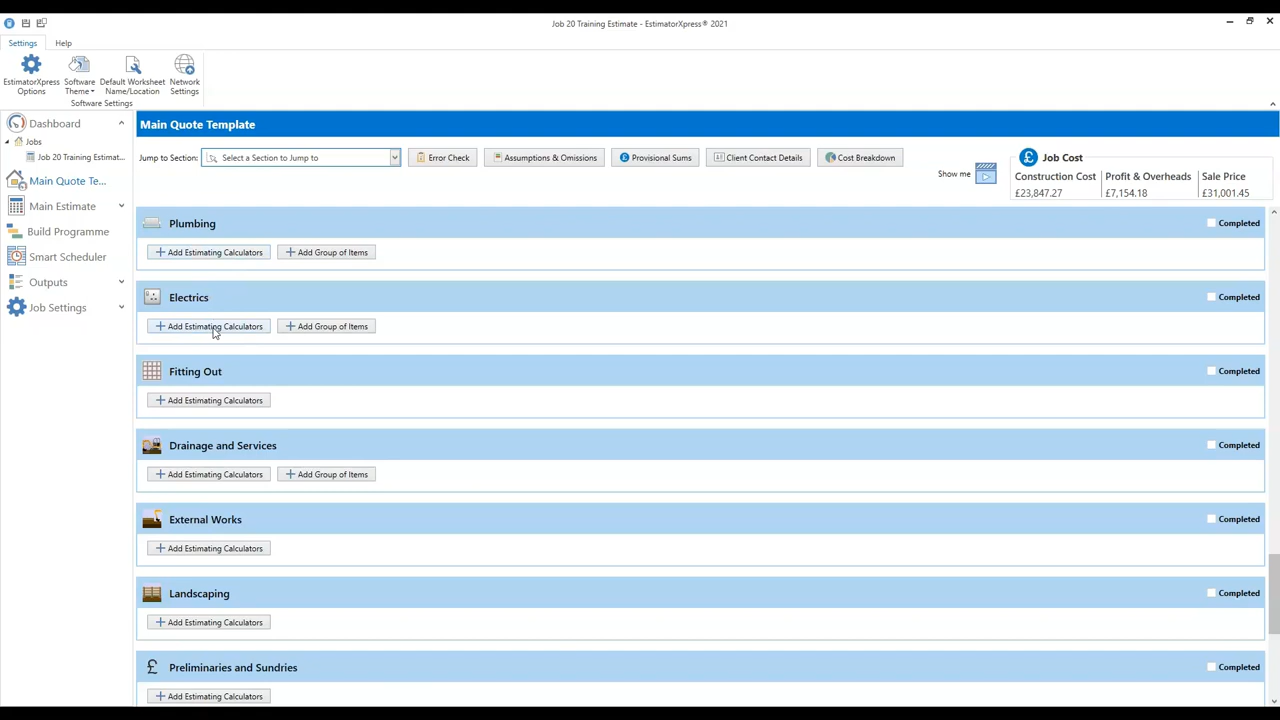 Job 20 Training Estimate - EstimatorXpress® 2021
Settings
Help
EstimatorXpress Options
Software Theme
Default Worksheet Name/Location
Network Settings
Software Settings
Dashboard
Jobs
Job 20 Training Estimat...
Main Quote Te...
Main Estimate
Build Programme
Smart Scheduler
Outputs
Job Settings
Main Quote Template
Jump to Section:
Select a Section to Jump to
Error Check
Assumptions & Omissions
Provisional Sums
Client Contact Details
Cost Breakdown
Show me
Job Cost
Construction Cost
Profit & Overheads
Sale Price
£23,847.27
£7,154.18
£31,001.45
Plumbing
Completed
Add Estimating Calculators
Add Group of Items
Electrics
Completed
Add Estimating Calculators
Add Group of Items
Fitting Out
Completed
Add Estimating Calculators
Drainage and Services
Completed
Add Estimating Calculators
Add Group of Items
External Works
Completed
Add Estimating Calculators
Landscaping
Completed
Add Estimating Calculators
Preliminaries and Sundries
Completed
Add Estimating Calculators